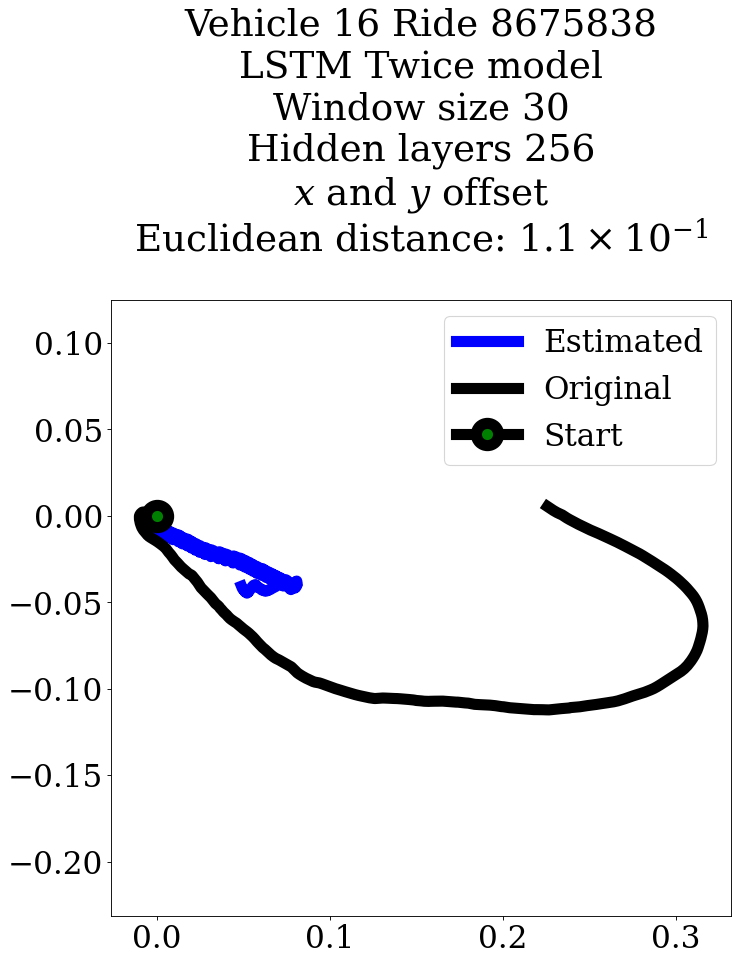 Vehicle 16 Ride 8675838
LSTM Twice model
Window size 30
Hidden layers 256
x and y offset
Euclidean distance: 1.1 × 10⁻¹
Estimated
Original
Start
0.10
0.05
0.00
−0.05
−0.10
−0.15
−0.20
0.0 0.1 0.2 0.3